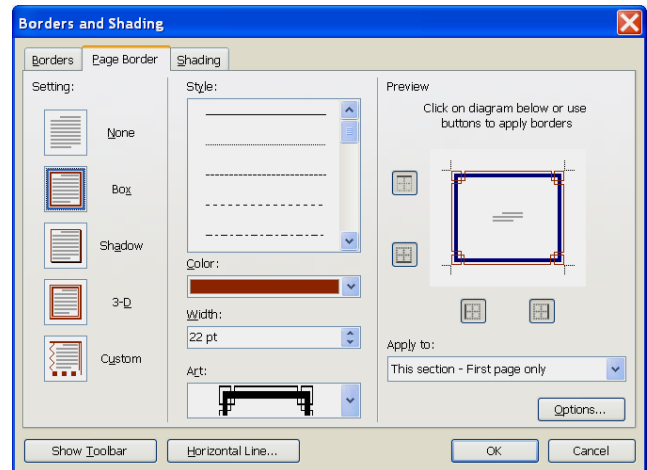 Borders and Shading
Borders
Page Border
Shading
Setting:
None
Box
Shadow
3-D
Custom
Style:
Color:
Width:
22 pt
Art:
Preview
Click on diagram below or use
buttons to apply borders
Apply to:
This section - First page only
Options...
Show Toolbar
Horizontal Line...
OK
Cancel